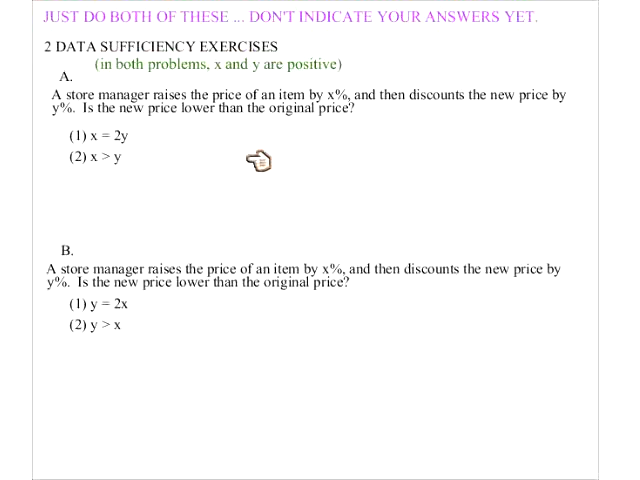 JUST DO BOTH OF THESE ... DON'T INDICATE YOUR ANSWERS YET.
2 DATA SUFFICIENCY EXERCISES
(in both problems, x and y are positive)
A.
A store manager raises the price of an item by x%, and then discounts the new price by
y%. Is the new price lower than the original price?
(1) x = 2y
(2) x > y
B.
A store manager raises the price of an item by x%, and then discounts the new price by
y%. Is the new price lower than the original price?
(1) y = 2x
(2) y > x